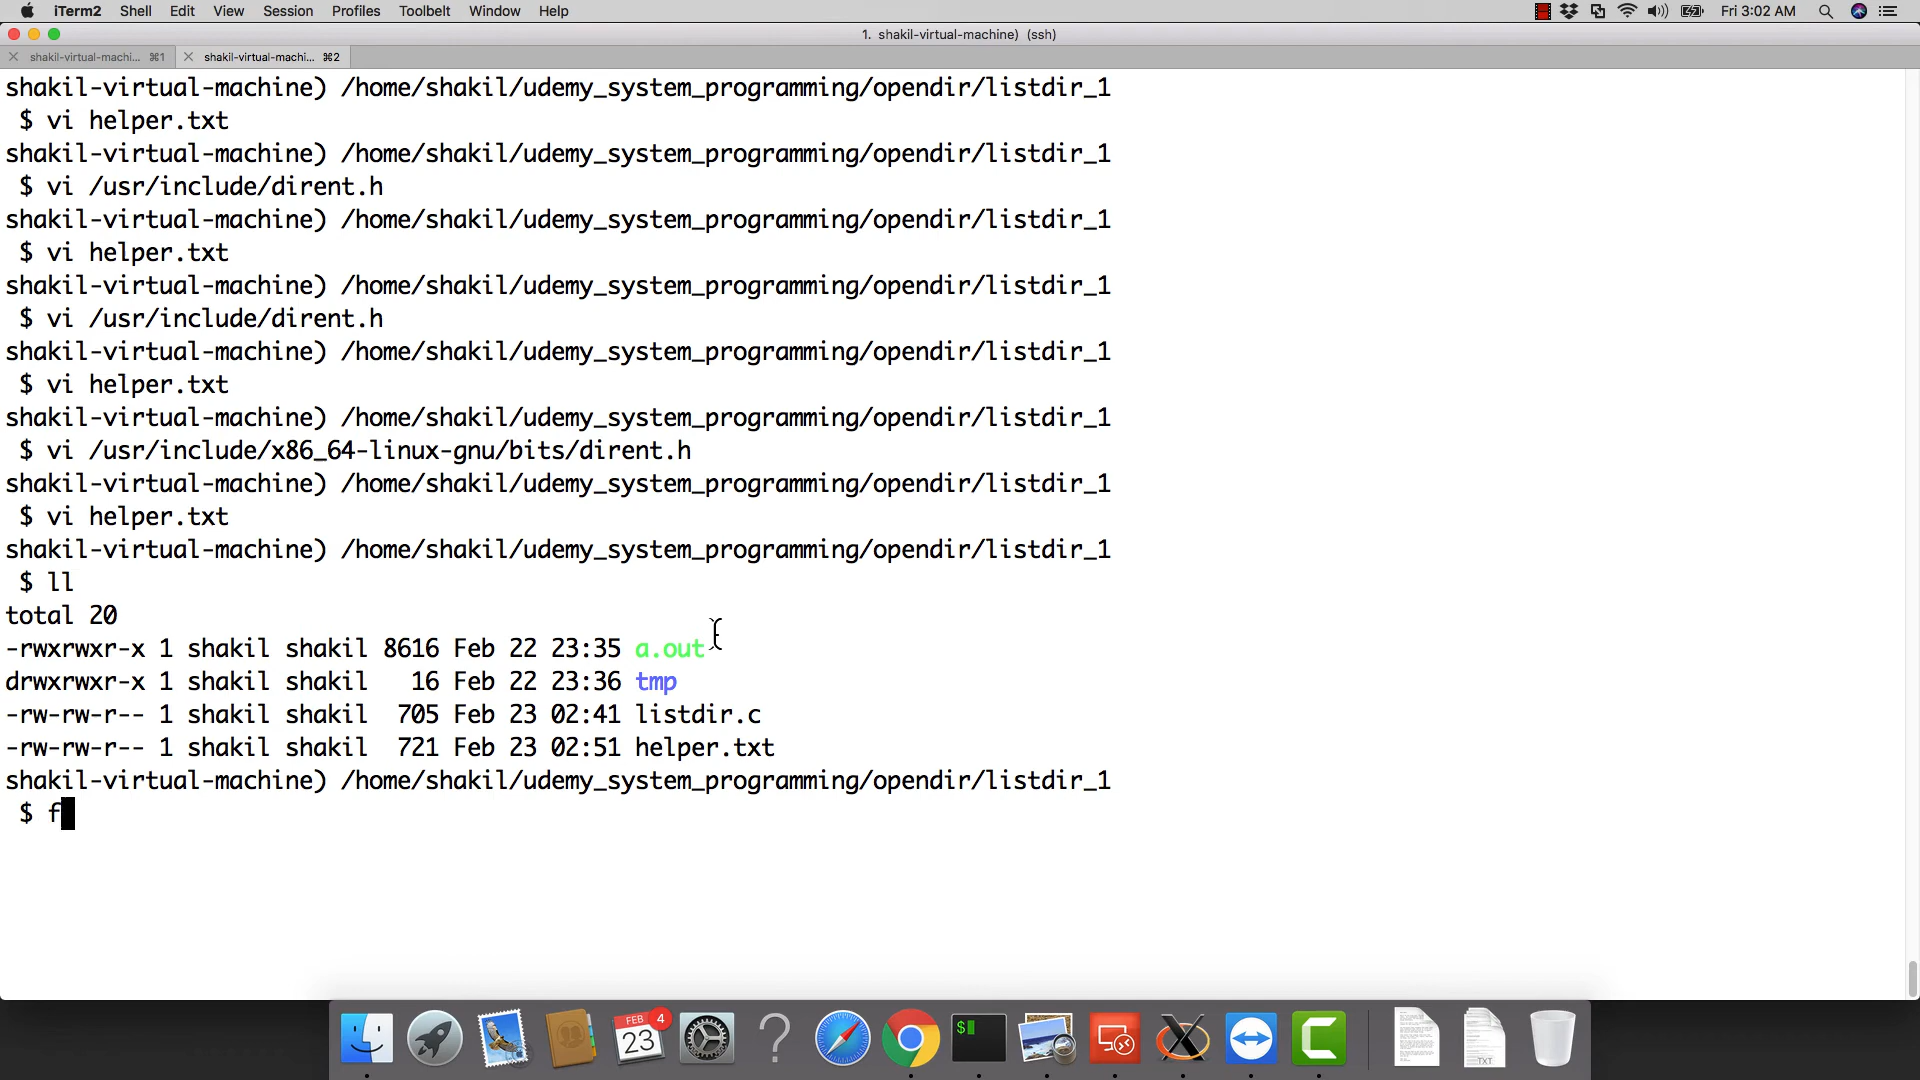 iTerm2 Shell Edit View Session Profiles Toolbelt Window Help Fri 3:02 AM
1. shakil-virtual-machine) (ssh)
shakil-virtual-machi... ⌘1 shakil-virtual-machi... ⌘2
shakil-virtual-machine) /home/shakil/udemy_system_programming/opendir/listdir_1
$ vi helper.txt
shakil-virtual-machine) /home/shakil/udemy_system_programming/opendir/listdir_1
$ vi /usr/include/dirent.h
shakil-virtual-machine) /home/shakil/udemy_system_programming/opendir/listdir_1
$ vi helper.txt
shakil-virtual-machine) /home/shakil/udemy_system_programming/opendir/listdir_1
$ vi /usr/include/dirent.h
shakil-virtual-machine) /home/shakil/udemy_system_programming/opendir/listdir_1
$ vi helper.txt
shakil-virtual-machine) /home/shakil/udemy_system_programming/opendir/listdir_1
$ vi /usr/include/x86_64-linux-gnu/bits/dirent.h
shakil-virtual-machine) /home/shakil/udemy_system_programming/opendir/listdir_1
$ vi helper.txt
shakil-virtual-machine) /home/shakil/udemy_system_programming/opendir/listdir_1
$ ll
total 20
-rwxrwxr-x 1 shakil shakil 8616 Feb 22 23:35 a.out
drwxrwxr-x 1 shakil shakil   16 Feb 22 23:36 tmp
-rw-rw-r-- 1 shakil shakil  705 Feb 23 02:41 listdir.c
-rw-rw-r-- 1 shakil shakil  721 Feb 23 02:51 helper.txt
shakil-virtual-machine) /home/shakil/udemy_system_programming/opendir/listdir_1
$ f
FEB 4
23
$
TXT